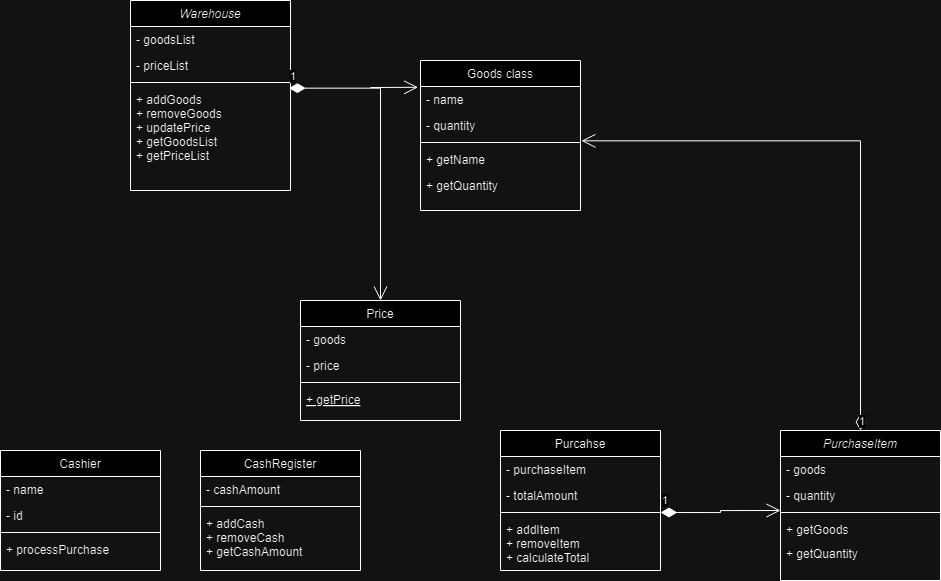 Warehouse
- goodsList
- priceList
+ addGoods
+ removeGoods
+ updatePrice
+ getGoodsList
+ getPriceList
1
Goods class
- name
- quantity
+ getName
+ getQuantity
Price
- goods
- price
+ getPrice
Cashier
- name
- id
+ processPurchase
CashRegister
- cashAmount
+ addCash
+ removeCash
+ getCashAmount
Purcahse
- purchaseItem
- totalAmount
+ addItem
+ removeItem
+ calculateTotal
1
1
PurchaseItem
- goods
- quantity
+ getGoods
+ getQuantity